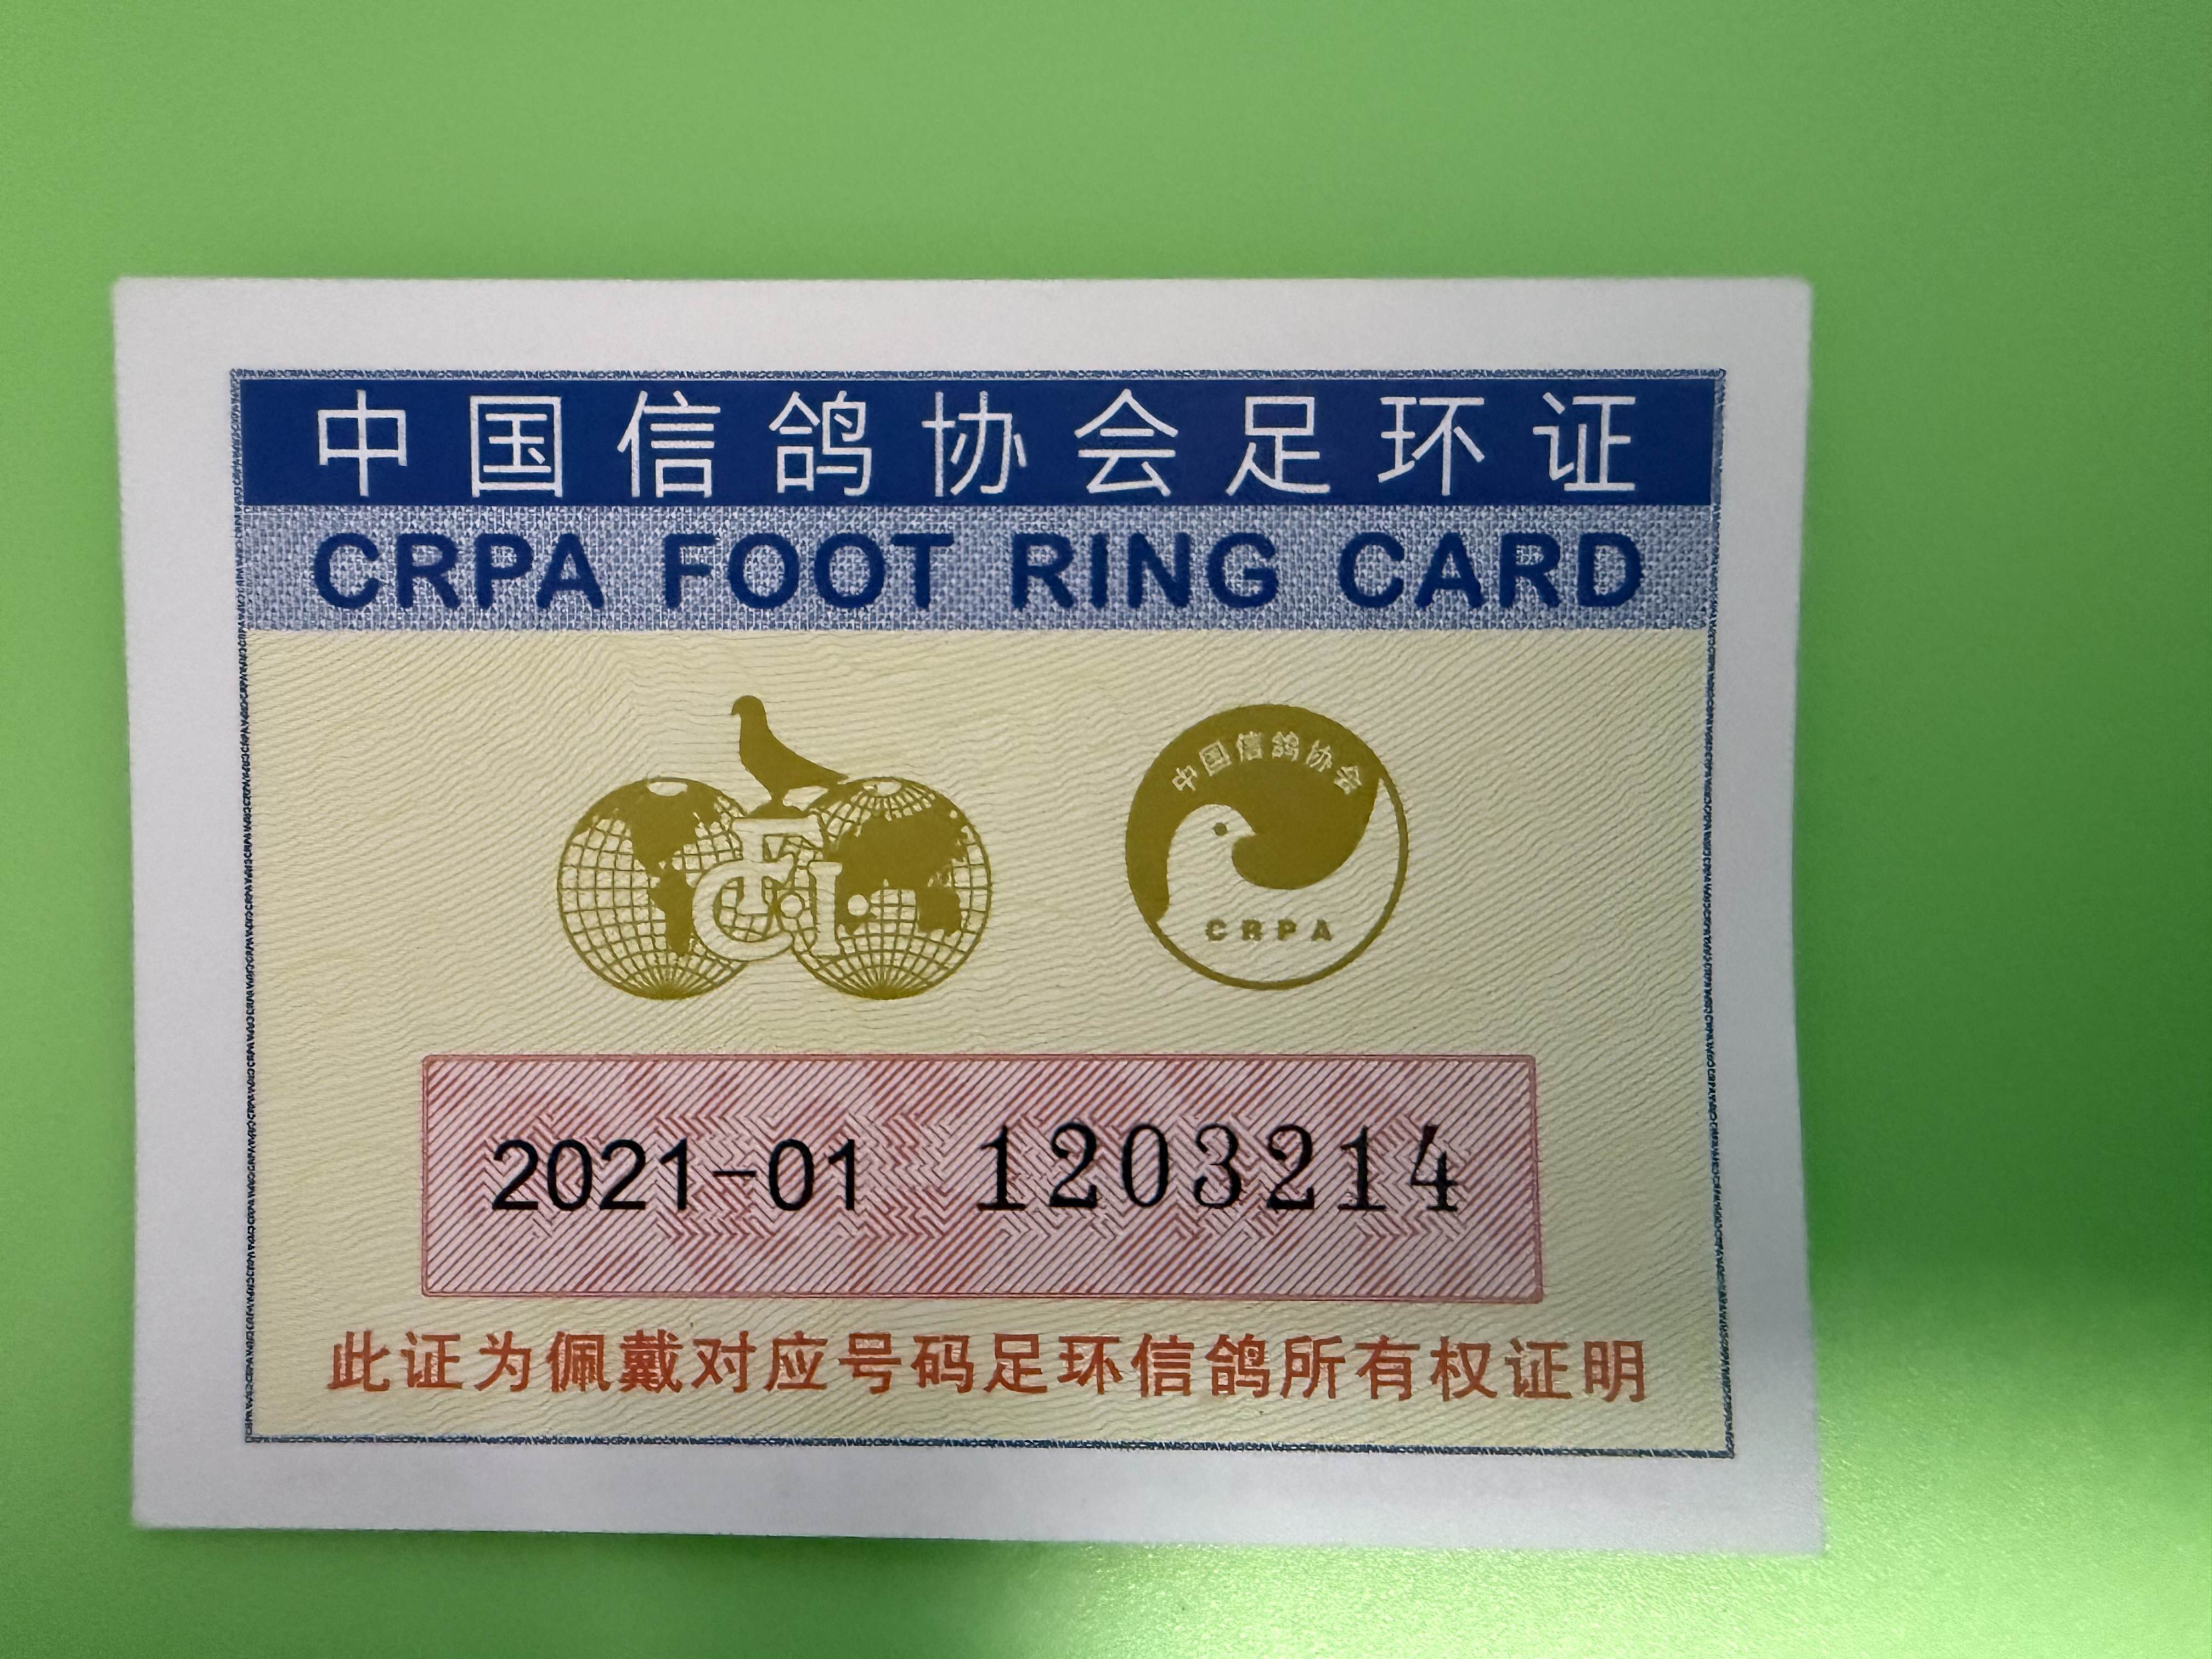 中国信鸽协会足环证
CRPA FOOT RING CARD
中国信鸽协会
CRPA
2021-01 1203214
此证为佩戴对应号码足环信鸽所有权证明